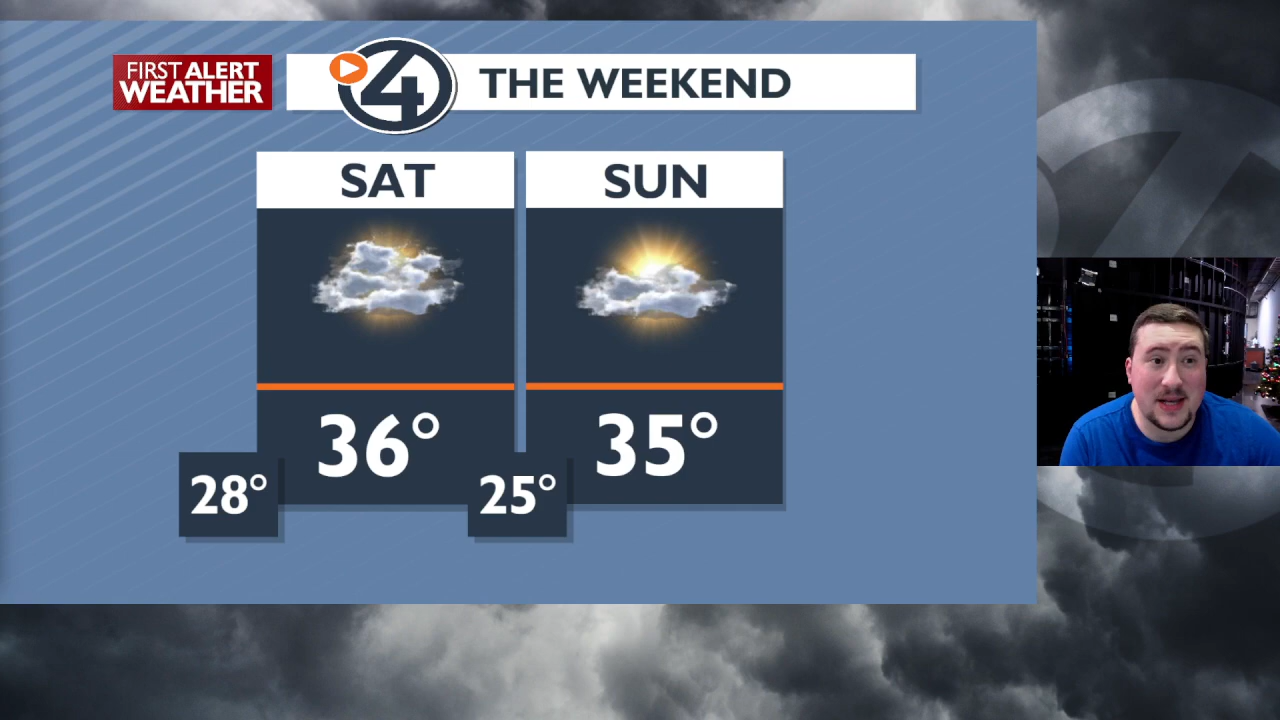 FIRST ALERT
WEATHER
4 THE WEEKEND
SAT
SUN
36°
35°
28°
25°